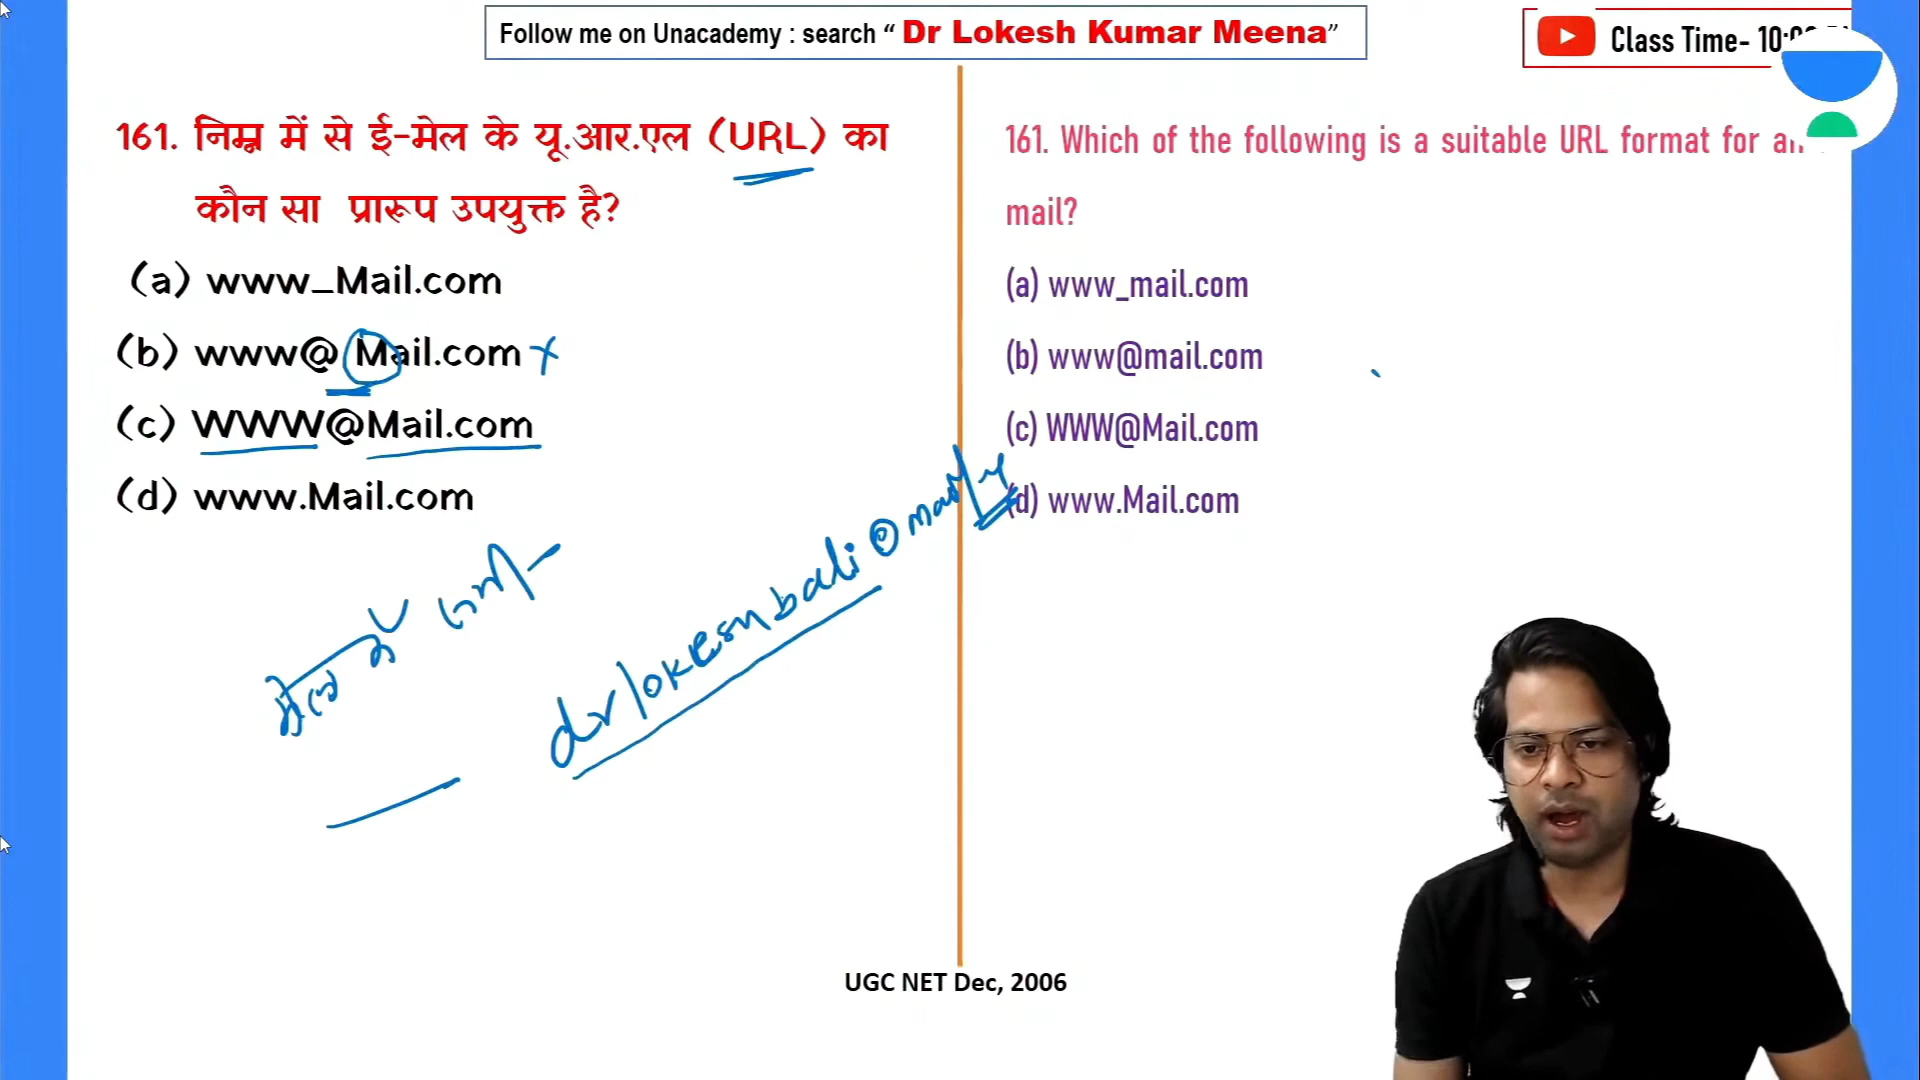 Follow me on Unacademy : search “ Dr Lokesh Kumar Meena”
Class Time- 10:
161. निम्न में से ई-मेल के यू.आर.एल (URL) का
कौन सा प्रारूप उपयुक्त है?
(a) www_Mail.com
(b) www@ Mail.com
(c) WWW@Mail.com
(d) www.Mail.com
161. Which of the following is a suitable URL format for an
mail?
(a) www_mail.com
(b) www@mail.com
(c) WWW@Mail.com
(d) www.Mail.com
UGC NET Dec, 2006